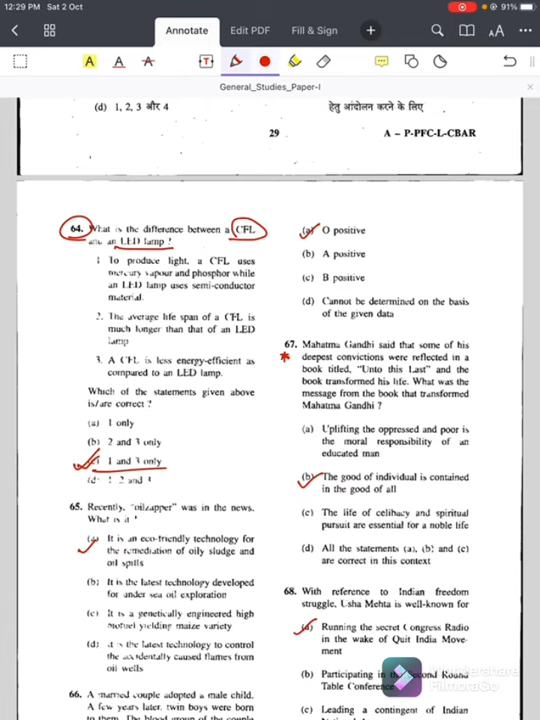 12:29 PM Sat 2 Oct
91%
Annotate
Edit PDF
Fill & Sign
General_Studies_Paper-I
(d) 1, 2, 3 और 4
हेतु आंदोलन करने के लिए
29
A – P-PFC-L-CBAR
64. What is the difference between a CFL
and an LED lamp ?
1. To produce light, a CFL uses
mercury vapour and phosphor while
an LED lamp uses semi-conductor
material.
2. The average life span of a CFL is
much longer than that of an LED
lamp
3. A CFL is less energy-efficient as
compared to an LED lamp.
Which of the statements given above
is/are correct ?
(a) 1 only
(b) 2 and 3 only
(c) 1 and 3 only
(d) 1 2 and 3
65. Recently, "oilzapper" was in the news.
What is it ?
(a) It is an eco-friendly technology for
the remediation of oily sludge and
oil spills
(b) It is the latest technology developed
for under sea oil exploration
(c) It is a genetically engineered high
biofuel yielding maize variety
(d) it is the latest technology to control
the accidentally caused flames from
oil wells
66. A married couple adopted a male child.
A few years later, twin boys were born
to them. The blood group of the couple
(a) O positive
(b) A positive
(c) B positive
(d) Cannot be determined on the basis
of the given data
67. Mahatma Gandhi said that some of his
deepest convictions were reflected in a
book titled, "Unto this Last" and the
book transformed his life. What was the
message from the book that transformed
Mahatma Gandhi ?
(a) Uplifting the oppressed and poor is
the moral responsibility of an
educated man
(b) The good of individual is contained
in the good of all
(c) The life of celibacy and spiritual
pursuit are essential for a noble life
(d) All the statements (a), (b) and (c)
are correct in this context
68. With reference to Indian freedom
struggle, Usha Mehta is well-known for
(a) Running the secret Congress Radio
in the wake of Quit India Move-
ment
(b) Participating in the Second Round
Table Conference
(c) Leading a contingent of Indian
Wondershare
FilmoraGo